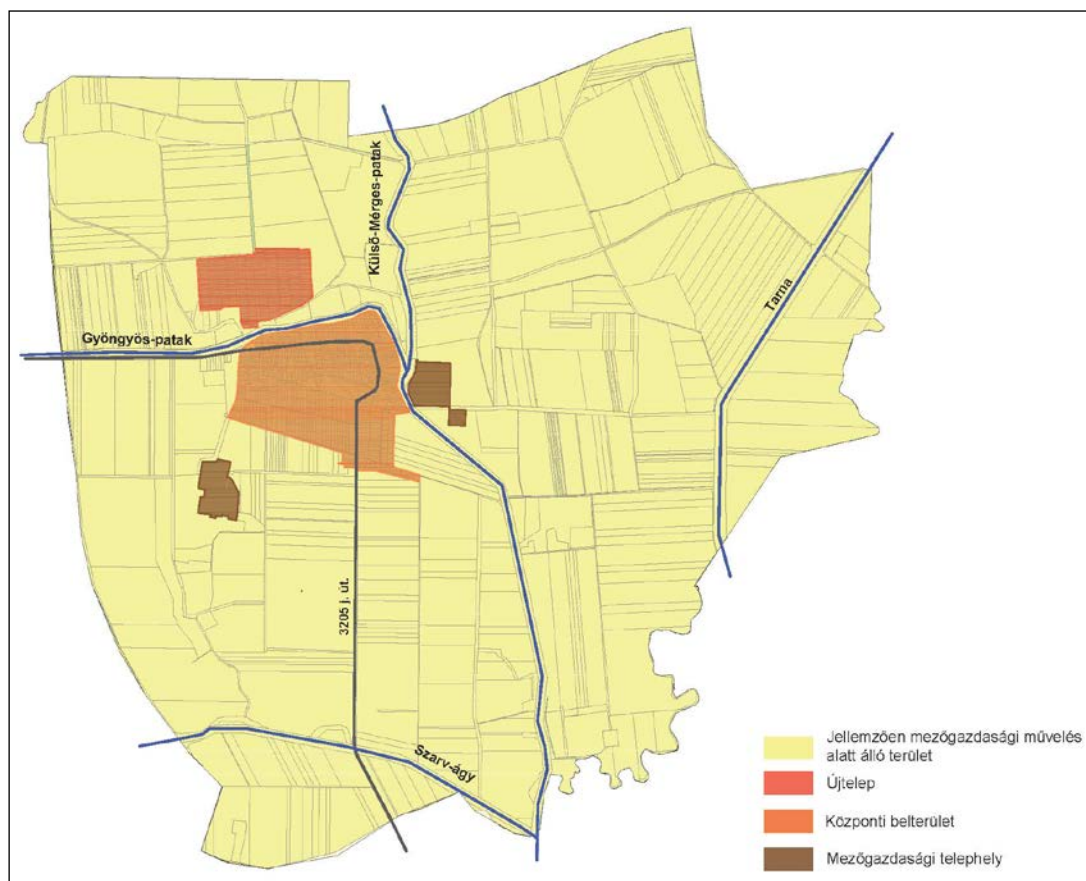 Külső-Mérges-patak
Tarna
Gyöngyös-patak
3205 j. út.
Szarv-ágy
Jellemzően mezőgazdasági művelés
alatt álló terület
Újtelep
Központi belterület
Mezőgazdasági telephely